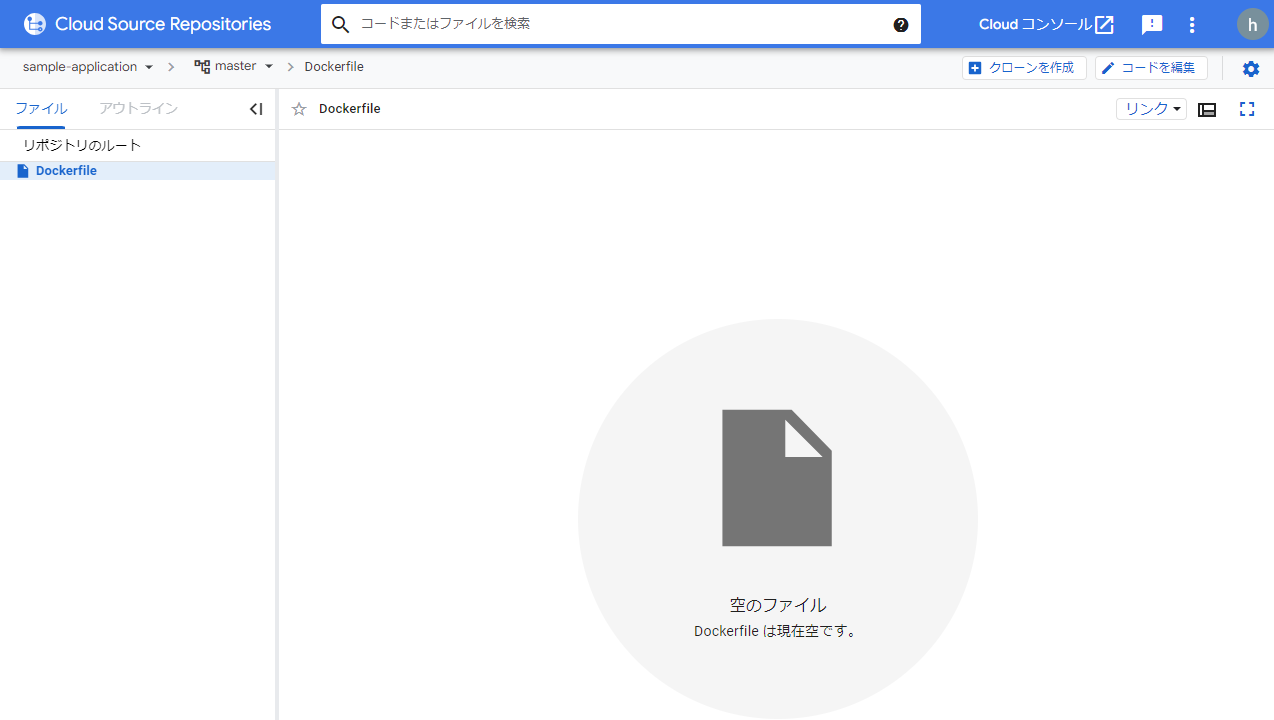 Cloud Source Repositories
コードまたはファイルを検索
?
Cloud コンソール
!
h
sample-application
master
Dockerfile
クローンを作成
コードを編集
ファイル
アウトライン
Dockerfile
リンク
リポジトリのルート
Dockerfile
空のファイル
Dockerfile は現在空です。